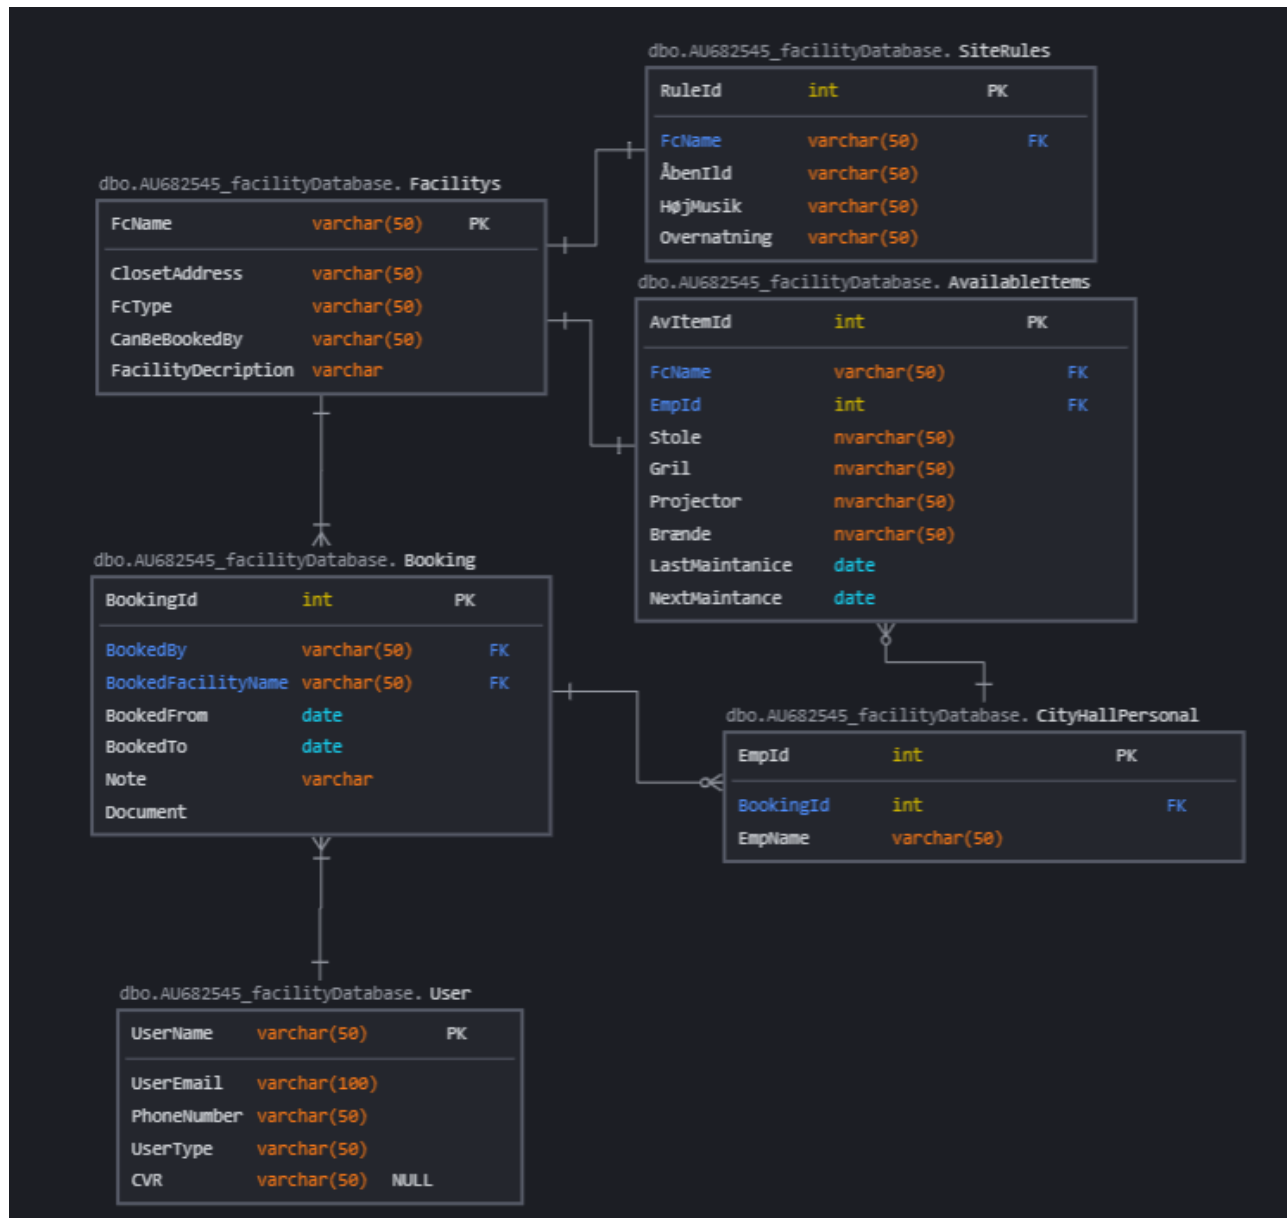 dbo.AU682545_facilityDatabase. SiteRules
RuleId int PK
FcName varchar(50) FK
ÅbenIld varchar(50)
HøjMusik varchar(50)
Overnatning varchar(50)
dbo.AU682545_facilityDatabase. Facilitys
FcName varchar(50) PK
ClosetAddress varchar(50)
FcType varchar(50)
CanBeBookedBy varchar(50)
FacilityDecription varchar
dbo.AU682545_facilityDatabase. AvailableItems
AvItemId int PK
FcName varchar(50) FK
EmpId int FK
Stole nvarchar(50)
Gril nvarchar(50)
Projector nvarchar(50)
Brænde nvarchar(50)
LastMaintanice date
NextMaintance date
dbo.AU682545_facilityDatabase. Booking
BookingId int PK
BookedBy varchar(50) FK
BookedFacilityName varchar(50) FK
BookedFrom date
BookedTo date
Note varchar
Document
dbo.AU682545_facilityDatabase. CityHallPersonal
EmpId int PK
BookingId int FK
EmpName varchar(50)
dbo.AU682545_facilityDatabase. User
UserName varchar(50) PK
UserEmail varchar(100)
PhoneNumber varchar(50)
UserType varchar(50)
CVR varchar(50) NULL